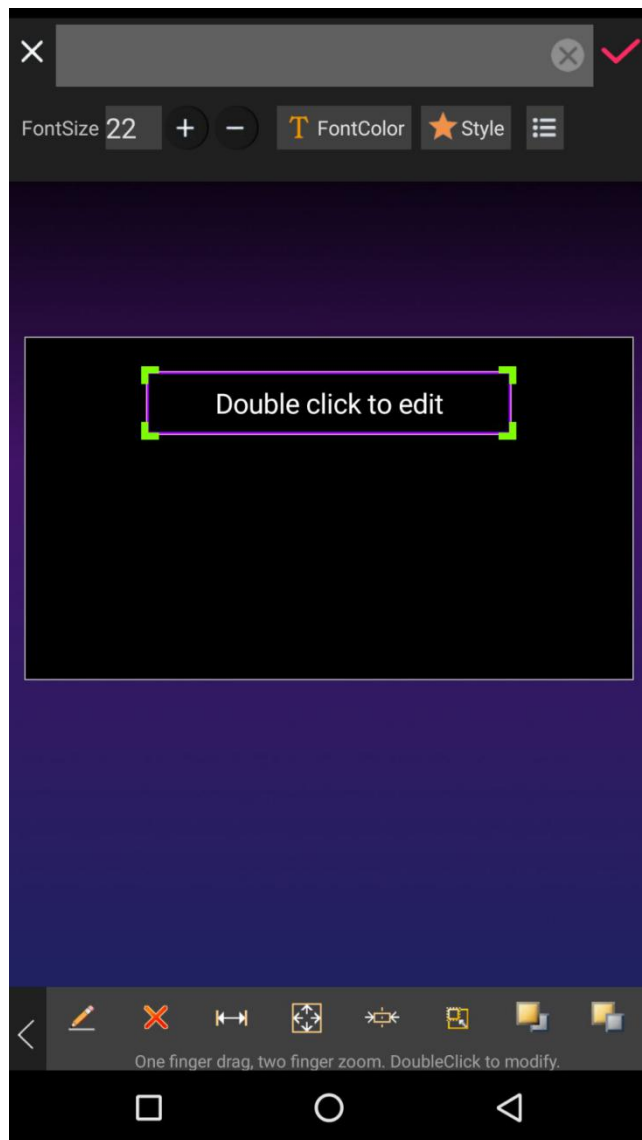 FontSize 22 + − T FontColor Style
Double click to edit
One finger drag, two finger zoom. DoubleClick to modify.